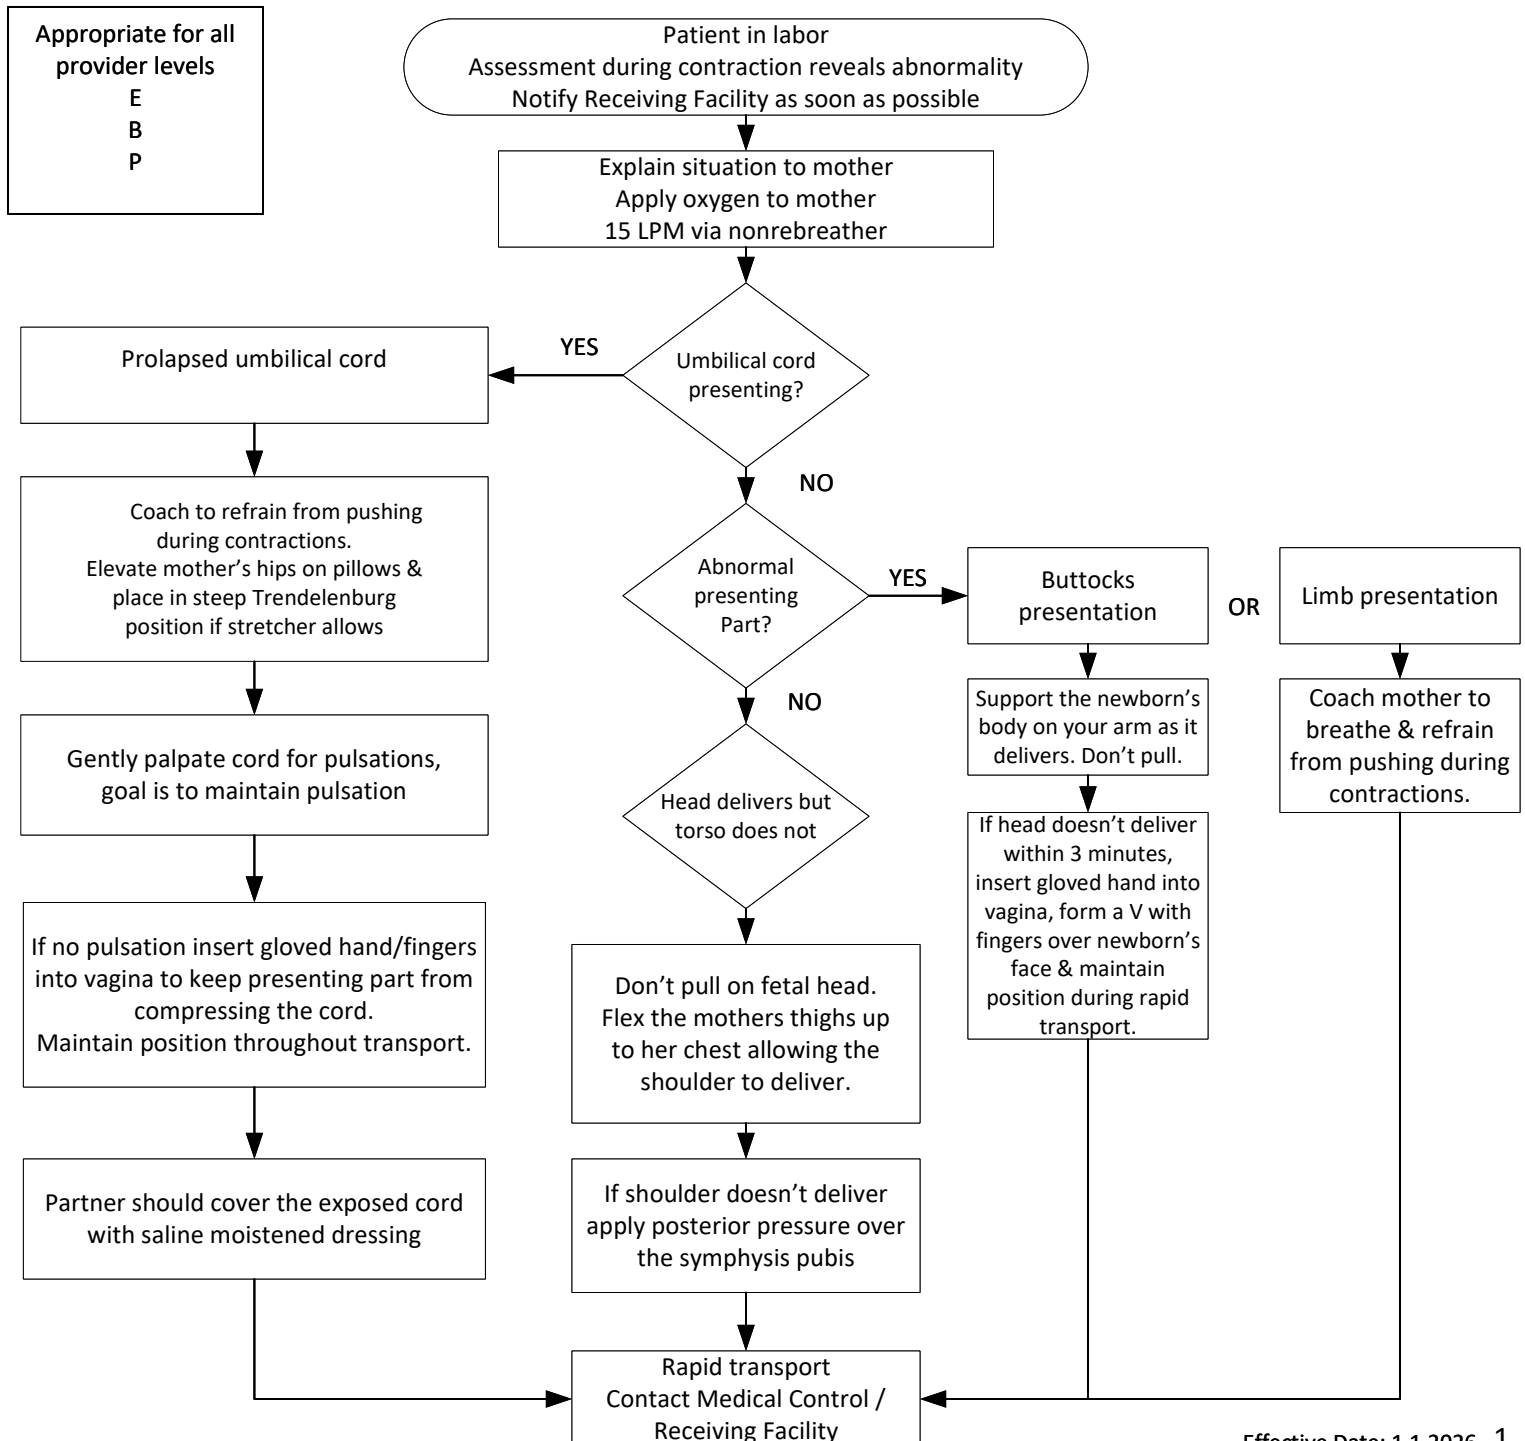 Appropriate for all
provider levels
E
B
P
Patient in labor
Assessment during contraction reveals abnormality
Notify Receiving Facility as soon as possible
Explain situation to mother
Apply oxygen to mother
15 LPM via nonrebreather
Umbilical cord
presenting?
YES
Prolapsed umbilical cord
Coach to refrain from pushing
during contractions.
Elevate mother’s hips on pillows &
place in steep Trendelenburg
position if stretcher allows
Gently palpate cord for pulsations,
goal is to maintain pulsation
If no pulsation insert gloved hand/fingers
into vagina to keep presenting part from
compressing the cord.
Maintain position throughout transport.
Partner should cover the exposed cord
with saline moistened dressing
NO
Abnormal
presenting
Part?
YES
Buttocks
presentation
OR
Limb presentation
Support the newborn’s
body on your arm as it
delivers. Don’t pull.
If head doesn’t deliver
within 3 minutes,
insert gloved hand into
vagina, form a V with
fingers over newborn’s
face & maintain
position during rapid
transport.
Coach mother to
breathe & refrain
from pushing during
contractions.
NO
Head delivers but
torso does not
Don’t pull on fetal head.
Flex the mothers thighs up
to her chest allowing the
shoulder to deliver.
If shoulder doesn’t deliver
apply posterior pressure over
the symphysis pubis
Rapid transport
Contact Medical Control /
Receiving Facility
Effective Date: 1.1.2026 1